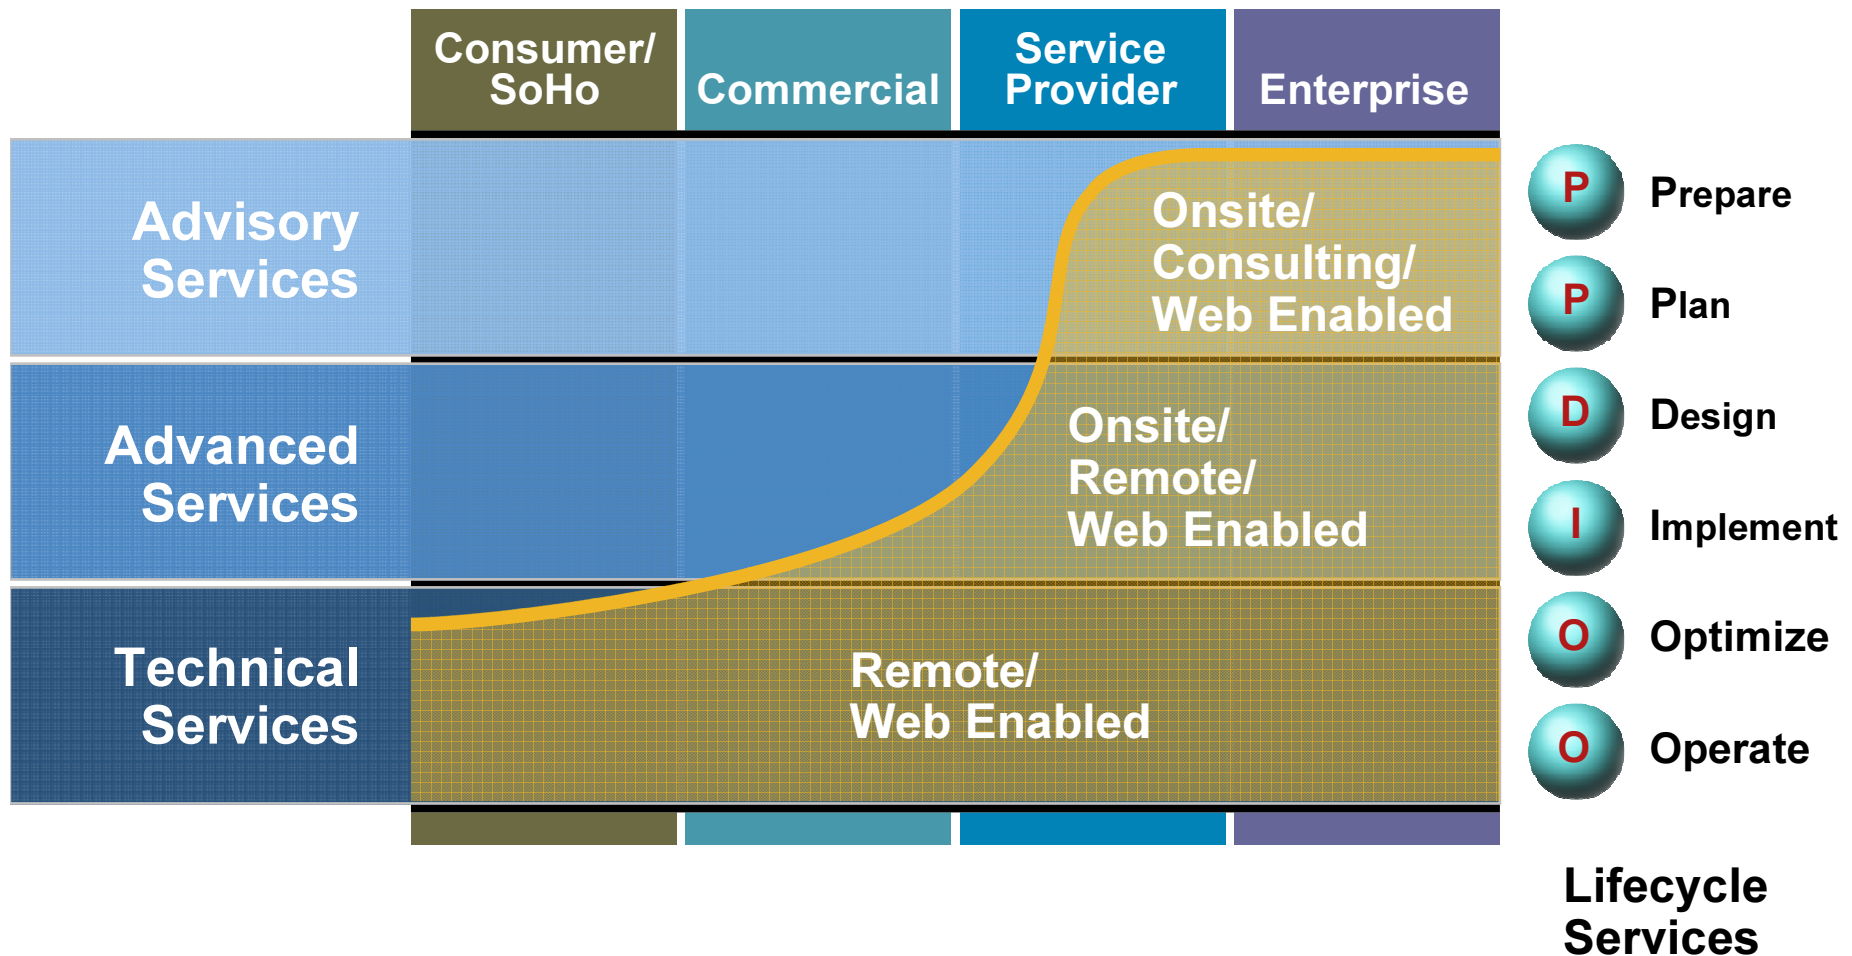 Consumer/
SoHo
Commercial
Service
Provider
Enterprise
Advisory
Services
Onsite/
Consulting/
Web Enabled
Advanced
Services
Onsite/
Remote/
Web Enabled
Technical
Services
Remote/
Web Enabled
P Prepare
P Plan
D Design
I Implement
O Optimize
O Operate
Lifecycle
Services